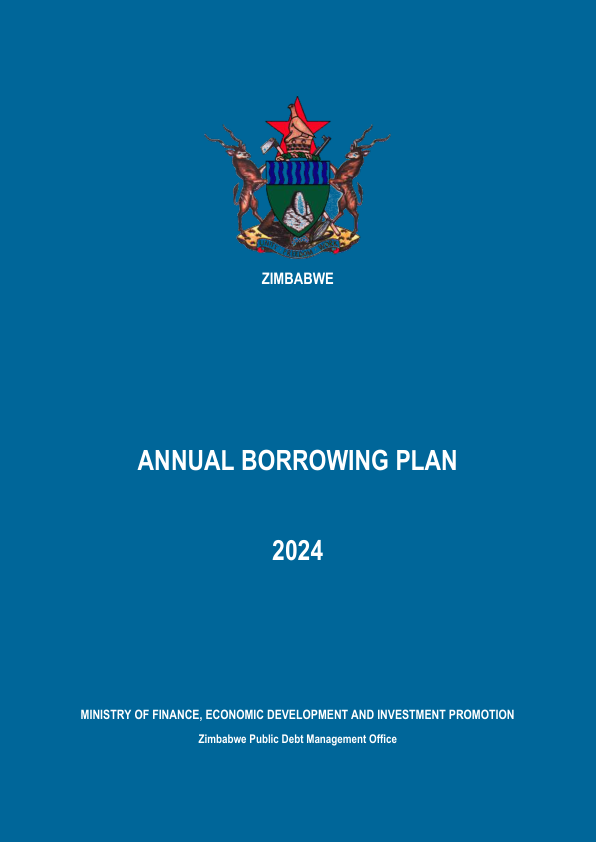 ZIMBABWE
ANNUAL BORROWING PLAN
2024
MINISTRY OF FINANCE, ECONOMIC DEVELOPMENT AND INVESTMENT PROMOTION
Zimbabwe Public Debt Management Office